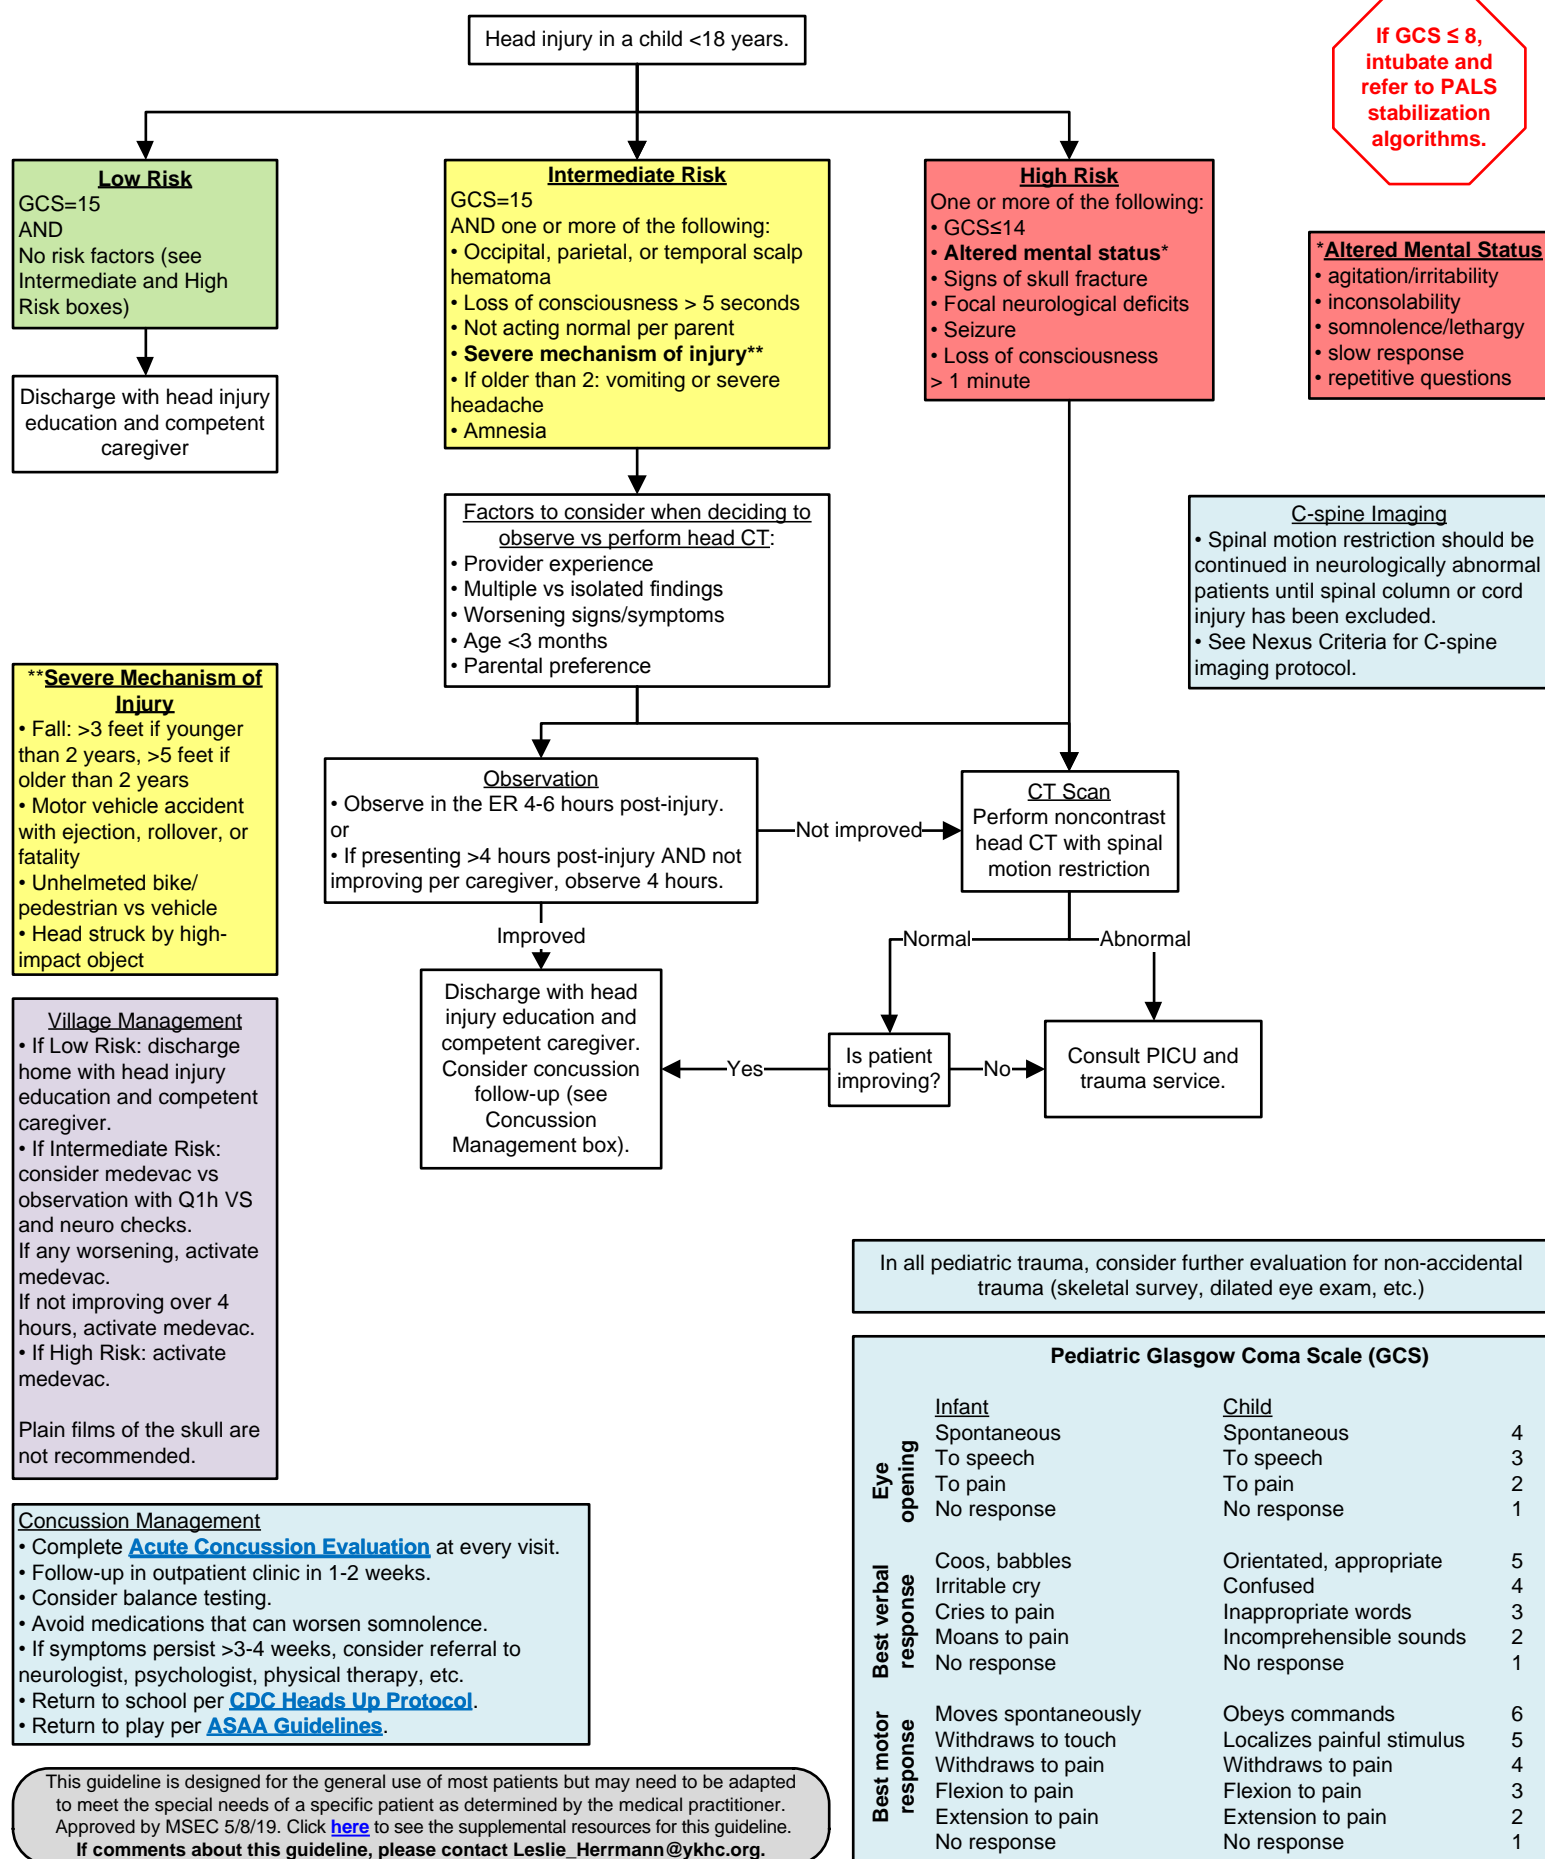 Head injury in a child <18 years.
If GCS ≤ 8,
intubate and
refer to PALS
stabilization
algorithms.
Low Risk
GCS=15
AND
No risk factors (see
Intermediate and High
Risk boxes)
Discharge with head injury
education and competent
caregiver
Intermediate Risk
GCS=15
AND one or more of the following:
• Occipital, parietal, or temporal scalp
hematoma
• Loss of consciousness > 5 seconds
• Not acting normal per parent
• Severe mechanism of injury**
• If older than 2: vomiting or severe
headache
• Amnesia
High Risk
One or more of the following:
• GCS≤14
• Altered mental status*
• Signs of skull fracture
• Focal neurological deficits
• Seizure
• Loss of consciousness
> 1 minute
*Altered Mental Status
• agitation/irritability
• inconsolability
• somnolence/lethargy
• slow response
• repetitive questions
Factors to consider when deciding to
observe vs perform head CT:
• Provider experience
• Multiple vs isolated findings
• Worsening signs/symptoms
• Age <3 months
• Parental preference
C-spine Imaging
• Spinal motion restriction should be
continued in neurologically abnormal
patients until spinal column or cord
injury has been excluded.
• See Nexus Criteria for C-spine
imaging protocol.
**Severe Mechanism of
Injury
• Fall: >3 feet if younger
than 2 years, >5 feet if
older than 2 years
• Motor vehicle accident
with ejection, rollover, or
fatality
• Unhelmeted bike/
pedestrian vs vehicle
• Head struck by high-
impact object
Observation
• Observe in the ER 4-6 hours post-injury.
or
• If presenting >4 hours post-injury AND not
improving per caregiver, observe 4 hours.
Not improved
CT Scan
Perform noncontrast
head CT with spinal
motion restriction
Improved
Normal
Abnormal
Discharge with head
injury education and
competent caregiver.
Consider concussion
follow-up (see
Concussion
Management box).
Yes
Is patient
improving?
No
Consult PICU and
trauma service.
Village Management
• If Low Risk: discharge
home with head injury
education and competent
caregiver.
• If Intermediate Risk:
consider medevac vs
observation with Q1h VS
and neuro checks.
If any worsening, activate
medevac.
If not improving over 4
hours, activate medevac.
• If High Risk: activate
medevac.
Plain films of the skull are
not recommended.
In all pediatric trauma, consider further evaluation for non-accidental
trauma (skeletal survey, dilated eye exam, etc.)
Concussion Management
• Complete Acute Concussion Evaluation at every visit.
• Follow-up in outpatient clinic in 1-2 weeks.
• Consider balance testing.
• Avoid medications that can worsen somnolence.
• If symptoms persist >3-4 weeks, consider referral to
neurologist, psychologist, physical therapy, etc.
• Return to school per CDC Heads Up Protocol.
• Return to play per ASAA Guidelines.
Pediatric Glasgow Coma Scale (GCS)
Infant Child
Eye
opening
Spontaneous Spontaneous 4
To speech To speech 3
To pain To pain 2
No response No response 1
Best verbal
response
Coos, babbles Orientated, appropriate 5
Irritable cry Confused 4
Cries to pain Inappropriate words 3
Moans to pain Incomprehensible sounds 2
No response No response 1
Best motor
response
Moves spontaneously Obeys commands 6
Withdraws to touch Localizes painful stimulus 5
Withdraws to pain Withdraws to pain 4
Flexion to pain Flexion to pain 3
Extension to pain Extension to pain 2
No response No response 1
This guideline is designed for the general use of most patients but may need to be adapted
to meet the special needs of a specific patient as determined by the medical practitioner.
Approved by MSEC 5/8/19. Click here to see the supplemental resources for this guideline.
If comments about this guideline, please contact Leslie_Herrmann@ykhc.org.